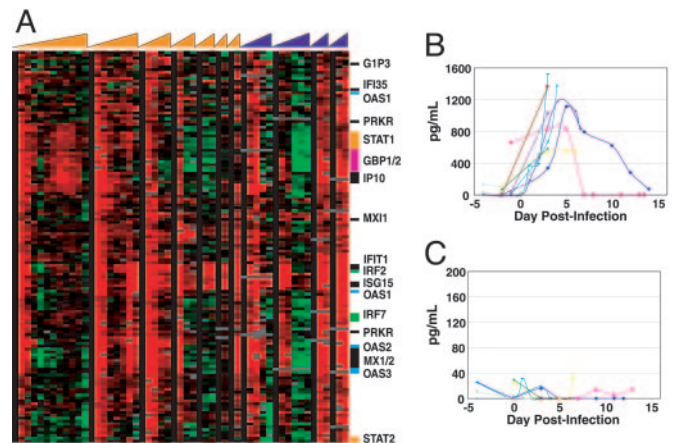 A
G1P3
IFI35
OAS1
PRKR
STAT1
GBP1/2
IP10
MXI1
IFIT1
IRF2
ISG15
OAS1
IRF7
PRKR
OAS2
MX1/2
OAS3
STAT2
B
1600
1200
800
400
0
pg/mL
-5 0 5 10 15
Day Post-Infection
C
200
160
120
80
40
0
pg/mL
-5 0 5 10 15
Day Post-Infection